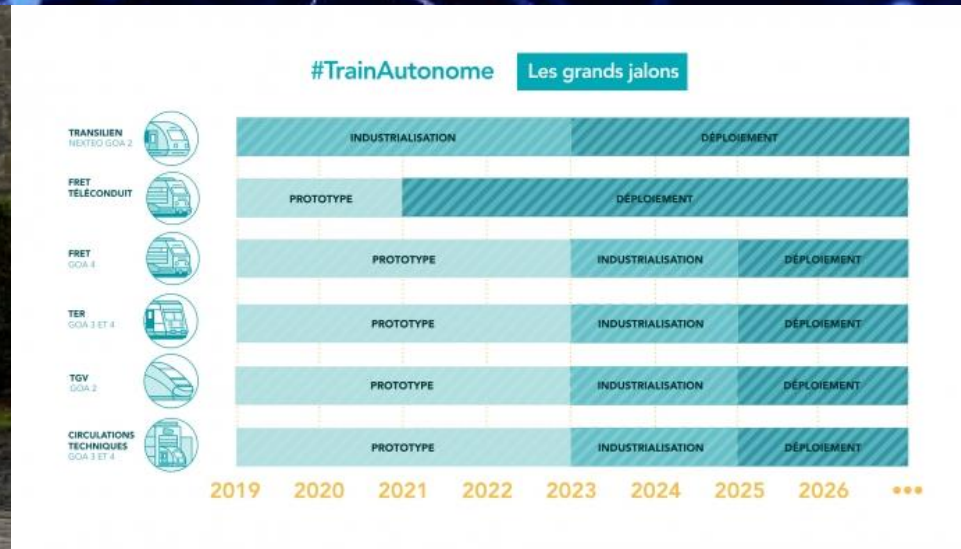 #TrainAutonome Les grands jalons
TRANSILIEN
NEXTEO GOA 2
INDUSTRIALISATION DÉPLOIEMENT
FRET
TÉLÉCONDUIT
PROTOTYPE DÉPLOIEMENT
FRET
GOA 4
PROTOTYPE INDUSTRIALISATION DÉPLOIEMENT
TER
GOA 3 ET 4
PROTOTYPE INDUSTRIALISATION DÉPLOIEMENT
TGV
GOA 2
PROTOTYPE INDUSTRIALISATION DÉPLOIEMENT
CIRCULATIONS
TECHNIQUES
GOA 3 ET 4
PROTOTYPE INDUSTRIALISATION DÉPLOIEMENT
2019 2020 2021 2022 2023 2024 2025 2026 •••